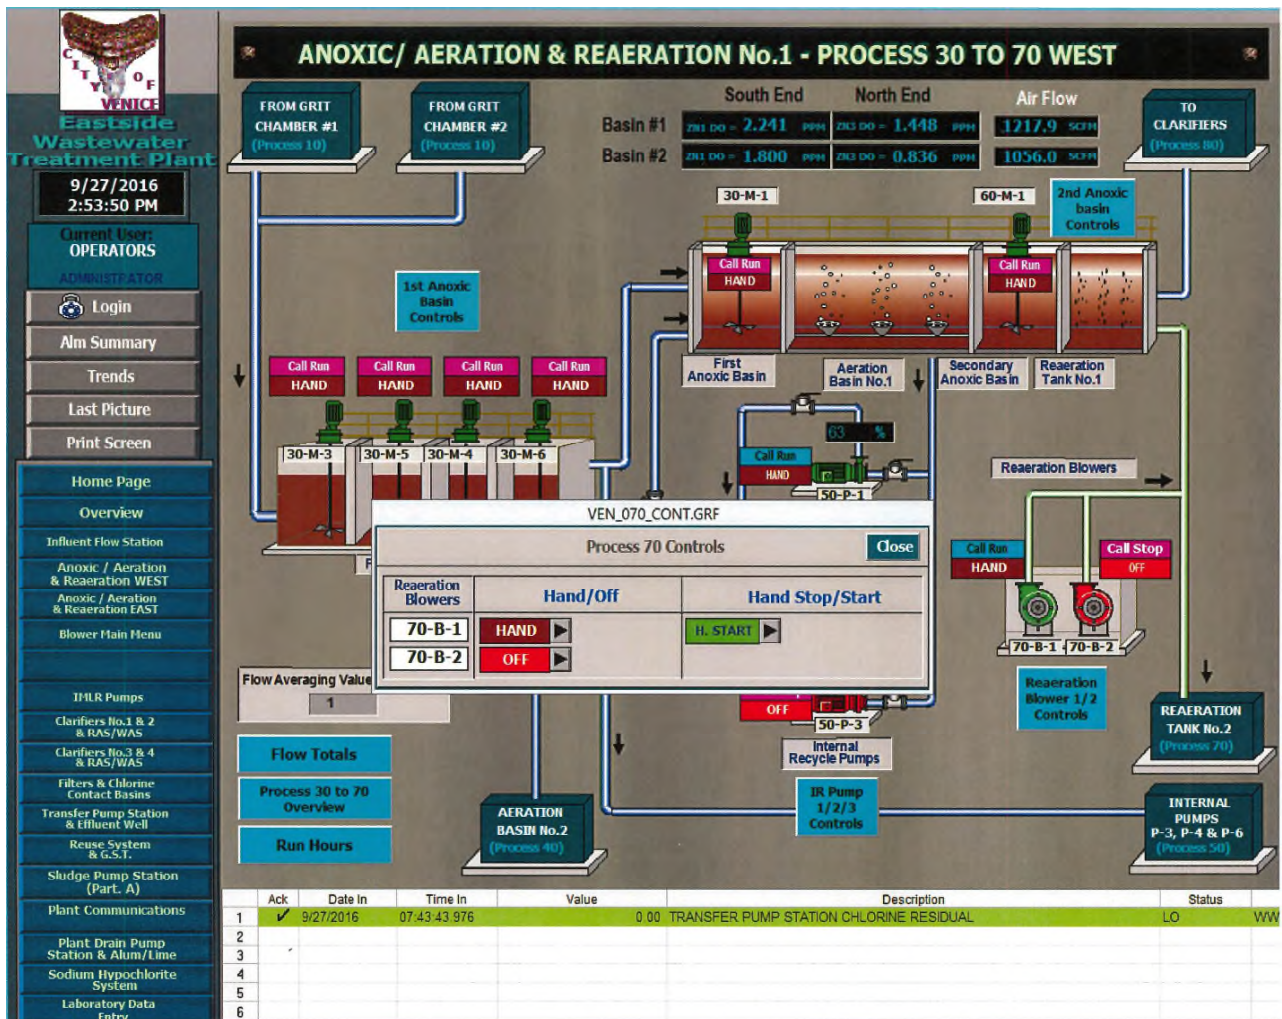 CITY OF VENICE
Eastside
Wastewater
Treatment Plant
9/27/2016
2:53:50 PM
Current User:
OPERATORS
ADMINISTRATOR
Login
Alm Summary
Trends
Last Picture
Print Screen
Home Page
Overview
Influent Flow Station
Anoxic / Aeration
& Reaeration WEST
Anoxic / Aeration
& Reaeration EAST
Blower Main Menu
IMLR Pumps
Clarifiers No.1 & 2
& RAS/WAS
Clarifiers No.3 & 4
& RAS/WAS
Filters & Chlorine
Contact Basins
Transfer Pump Station
& Effluent Well
Reuse System
& G.S.T.
Sludge Pump Station
(Part. A)
Plant Communications
Plant Drain Pump
Station & Alum/Lime
Sodium Hypochlorite
System
Laboratory Data
Entry
ANOXIC/ AERATION & REAERATION No.1 - PROCESS 30 TO 70 WEST
FROM GRIT
CHAMBER #1
(Process 10)
FROM GRIT
CHAMBER #2
(Process 10)
South End North End Air Flow
Basin #1 ZN1 DO = 2.241 PPM ZN3 DO = 1.448 PPM 1217.9 SCFM
Basin #2 ZN1 DO = 1.800 PPM ZN3 DO = 0.836 PPM 1056.0 SCFM
TO
CLARIFIERS
(Process 80)
30-M-1
60-M-1
2nd Anoxic
basin
Controls
Call Run
HAND
Call Run
HAND
1st Anoxic
Basin
Controls
First
Anoxic Basin
Aeration
Basin No.1
Secondary
Anoxic Basin
Reaeration
Tank No.1
Call Run Call Run Call Run Call Run
HAND HAND HAND HAND
30-M-3 30-M-5 30-M-4 30-M-6
63 %
Call Run
HAND
50-P-1
Reaeration Blowers
VEN_070_CONT.GRF
Process 70 Controls
Close
Reaeration
Blowers
Hand/Off
Hand Stop/Start
70-B-1 HAND H. START
70-B-2 OFF
Call Run
HAND
Call Stop
OFF
70-B-1 70-B-2
Reaeration
Blower 1/2
Controls
Flow Averaging Value
1
OFF
50-P-3
Internal
Recycle Pumps
IR Pump
1/2/3
Controls
Flow Totals
Process 30 to 70
Overview
Run Hours
AERATION
BASIN No.2
(Process 40)
REAERATION
TANK No.2
(Process 70)
INTERNAL
PUMPS
P-3, P-4 & P-6
(Process 50)
Ack Date In Time In Value Description Status
1 ✓ 9/27/2016 07:43:43.976 0.00 TRANSFER PUMP STATION CHLORINE RESIDUAL LO WW
2
3
4
5
6